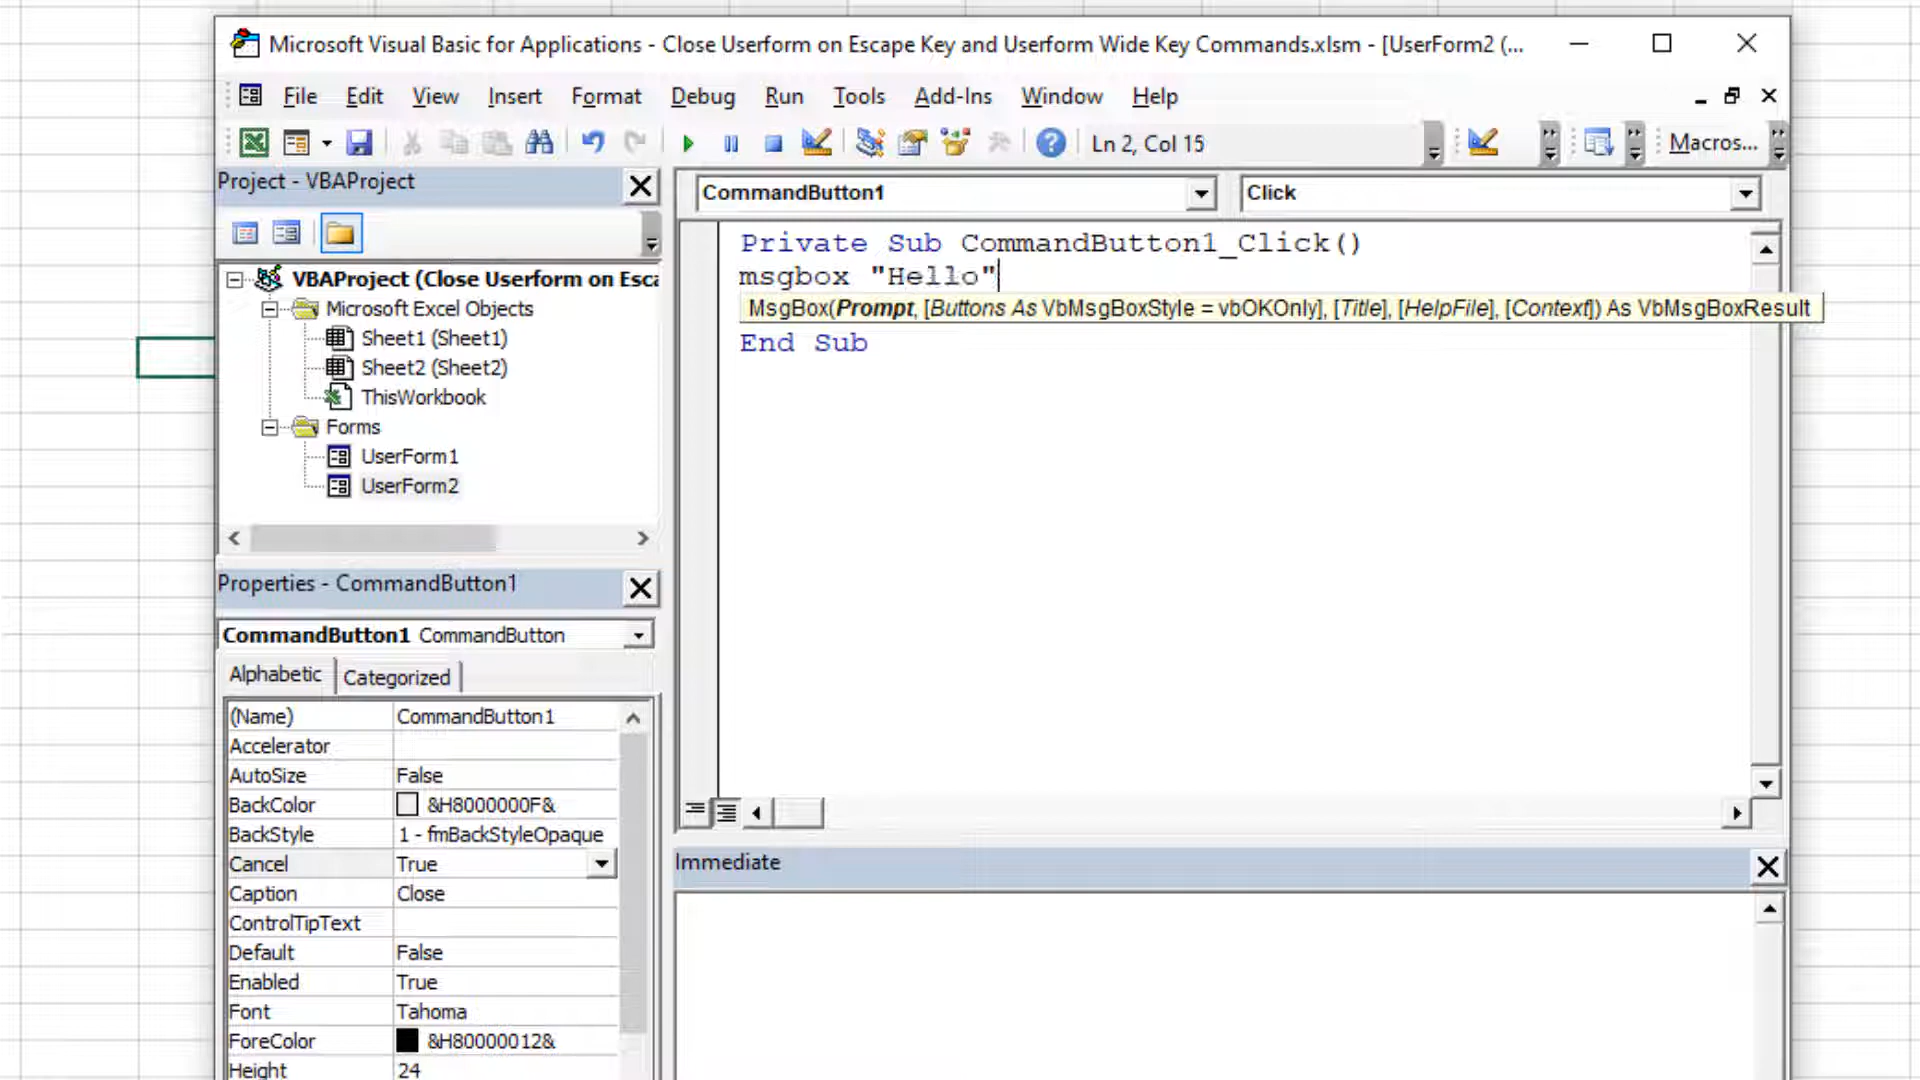 Microsoft Visual Basic for Applications - Close Userform on Escape Key and Userform Wide Key Commands.xlsm - [UserForm2 (...
File Edit View Insert Format Debug Run Tools Add-Ins Window Help
Ln 2, Col 15
Macros...
Project - VBAProject
VBAProject (Close Userform on Esca
Microsoft Excel Objects
Sheet1 (Sheet1)
Sheet2 (Sheet2)
ThisWorkbook
Forms
UserForm1
UserForm2
Properties - CommandButton1
CommandButton1 CommandButton
Alphabetic Categorized
(Name) CommandButton1
Accelerator
AutoSize False
BackColor &H8000000F&
BackStyle 1 - fmBackStyleOpaque
Cancel True
Caption Close
ControlTipText
Default False
Enabled True
Font Tahoma
ForeColor &H80000012&
Height 24
CommandButton1 Click
Private Sub CommandButton1_Click()
msgbox "Hello"
MsgBox(Prompt, [Buttons As VbMsgBoxStyle = vbOKOnly], [Title], [HelpFile], [Context]) As VbMsgBoxResult
End Sub
Immediate